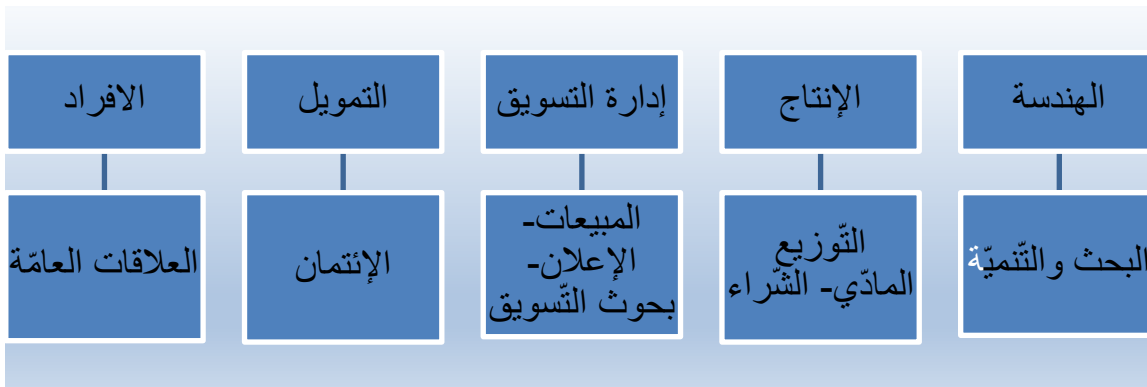 الهندسة
الإنتاج
إدارة التسويق
التمويل
الافراد
البحث والتّنميّة
التّوزيع
المادّي- الشّراء
المبيعات-
الإعلان-
بحوث التّسويق
الإئتمان
العلاقات العامّة